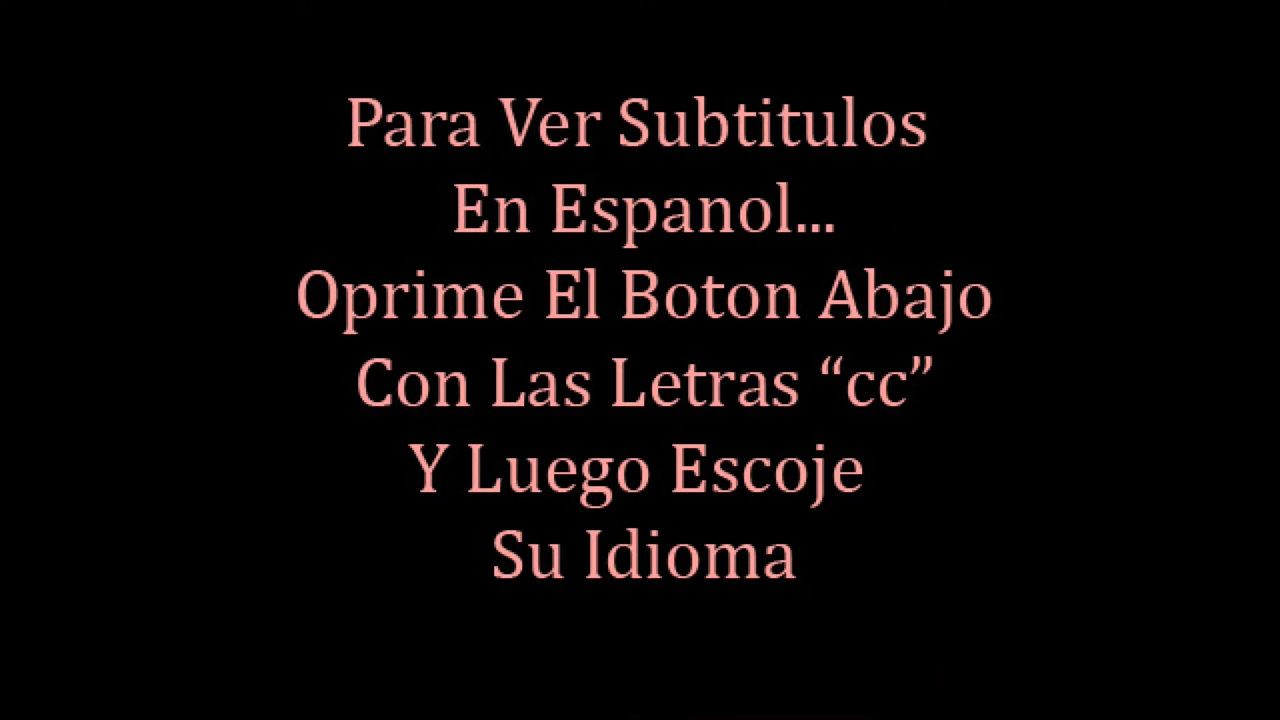 Para Ver Subtitulos
En Espanol...
Oprime El Boton Abajo
Con Las Letras “cc”
Y Luego Escoje
Su Idioma